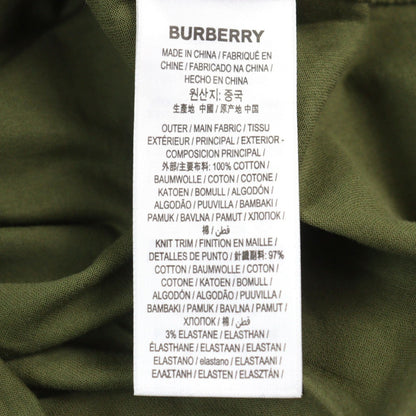 BURBERRY
MADE IN CHINA / FABRIQUÉ EN
CHINE / FABRICADO NA CHINA /
HECHO EN CHINA
원산지: 중국
生產地 中國 / 原产地 中国
OUTER / MAIN FABRIC / TISSU
EXTÉRIEUR / PRINCIPAL / EXTERIOR -
COMPOSICION PRINCIPAL /
外部/主要布料: 100% COTTON /
BAUMWOLLE / COTON / COTONE /
KATOEN / BOMULL / ALGODÓN /
ALGODÃO / PUUVILLA / BAMBAKI /
PAMUK / BAVLNA / PAMUT / ХЛОПОК /
棉 / قطن /
KNIT TRIM / FINITION EN MAILLE /
DETALLES DE PUNTO / 針織副料: 97%
COTTON / BAUMWOLLE / COTON /
COTONE / KATOEN / BOMULL /
ALGODÓN / ALGODÃO / PUUVILLA /
BAMBAKI / PAMUK / BAVLNA / PAMUT /
ХЛОПОК / 棉 / قطن /
3% ELASTANE / ELASTHAN /
ÉLASTHANNE / ELASTAAN / ELASTAN /
ELASTANO / elastano / ELASTAANI /
ΕΛΑΣΤΑΝΗ / ELASTEN / ELASZTÁN /